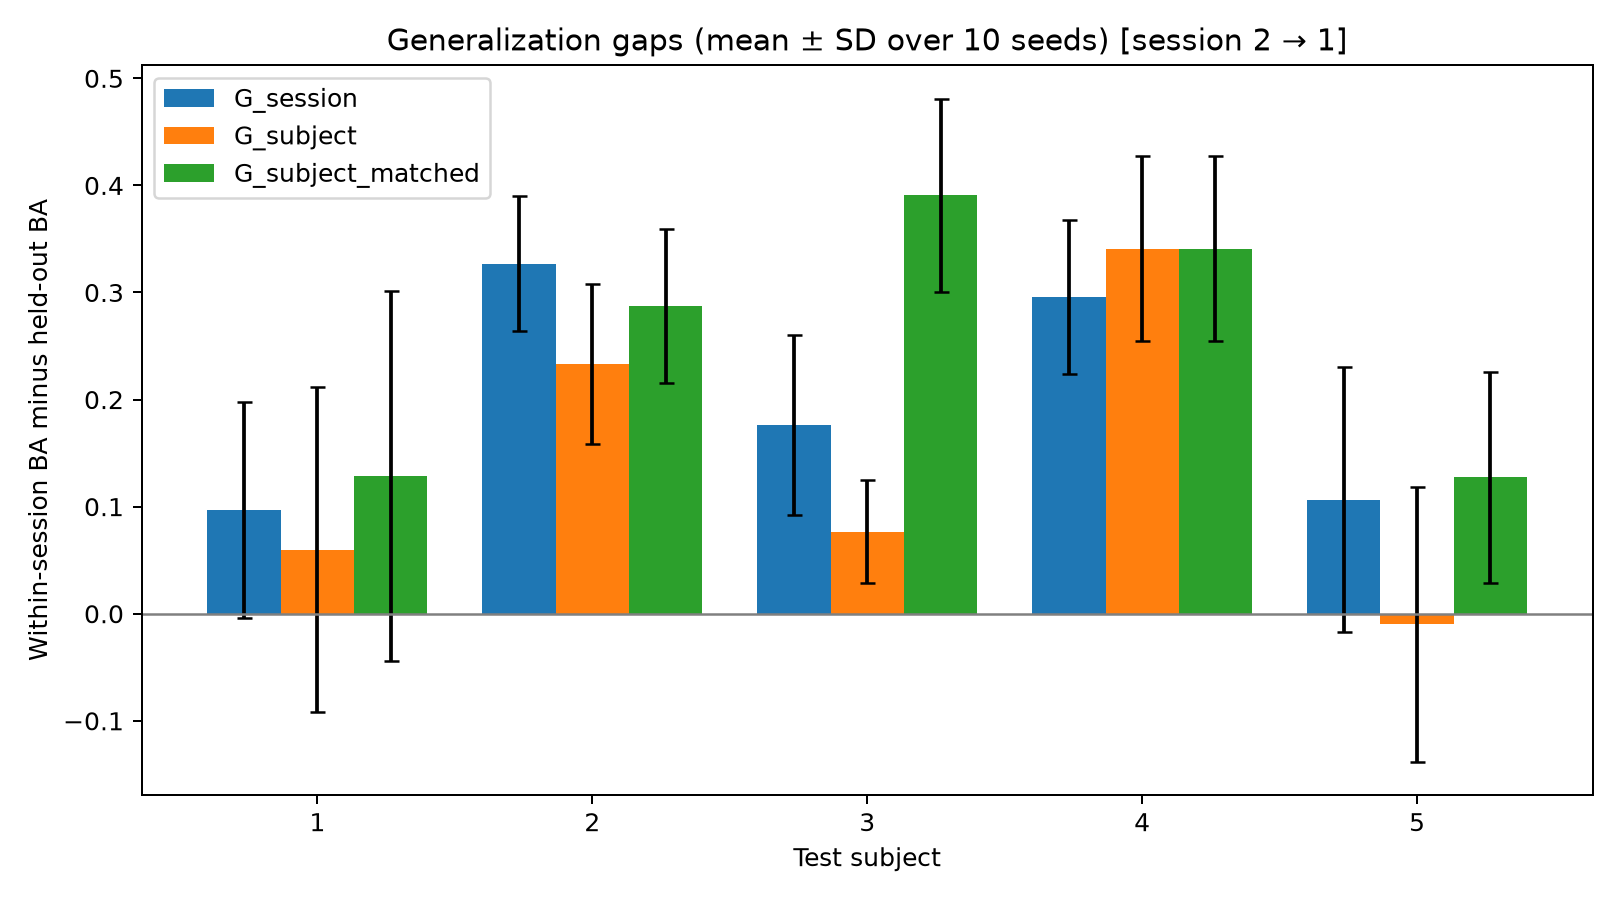 Generalization gaps (mean ± SD over 10 seeds) [session 2 → 1]
G_session
G_subject
G_subject_matched
Within-session BA minus held-out BA
0.5
0.4
0.3
0.2
0.1
0.0
−0.1
1 2 3 4 5
Test subject